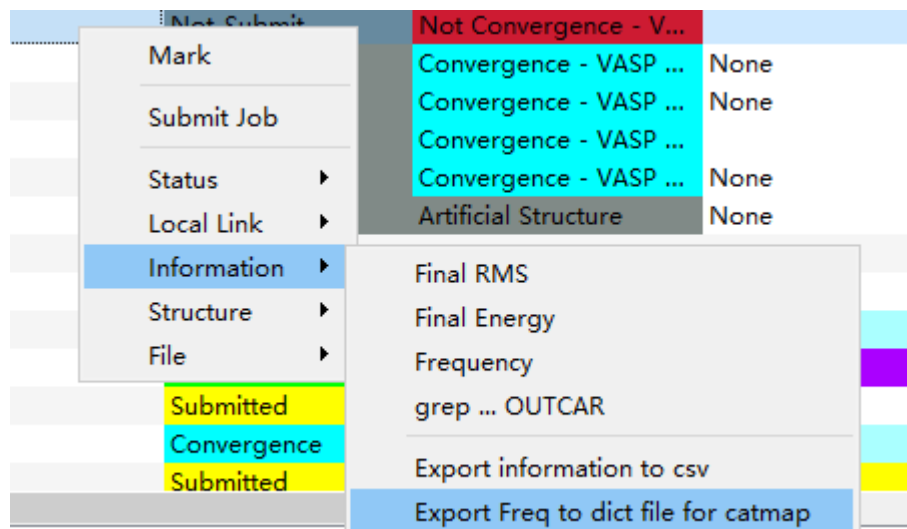 Not Submit
Not Convergence - V...
Mark
Convergence - VASP ...
None
Convergence - VASP ...
None
Submit Job
Convergence - VASP ...
Status
Convergence - VASP ...
None
Local Link
Artificial Structure
None
Information
Final RMS
Structure
Final Energy
File
Frequency
Submitted
grep ... OUTCAR
Convergence
Export information to csv
Submitted
Export Freq to dict file for catmap